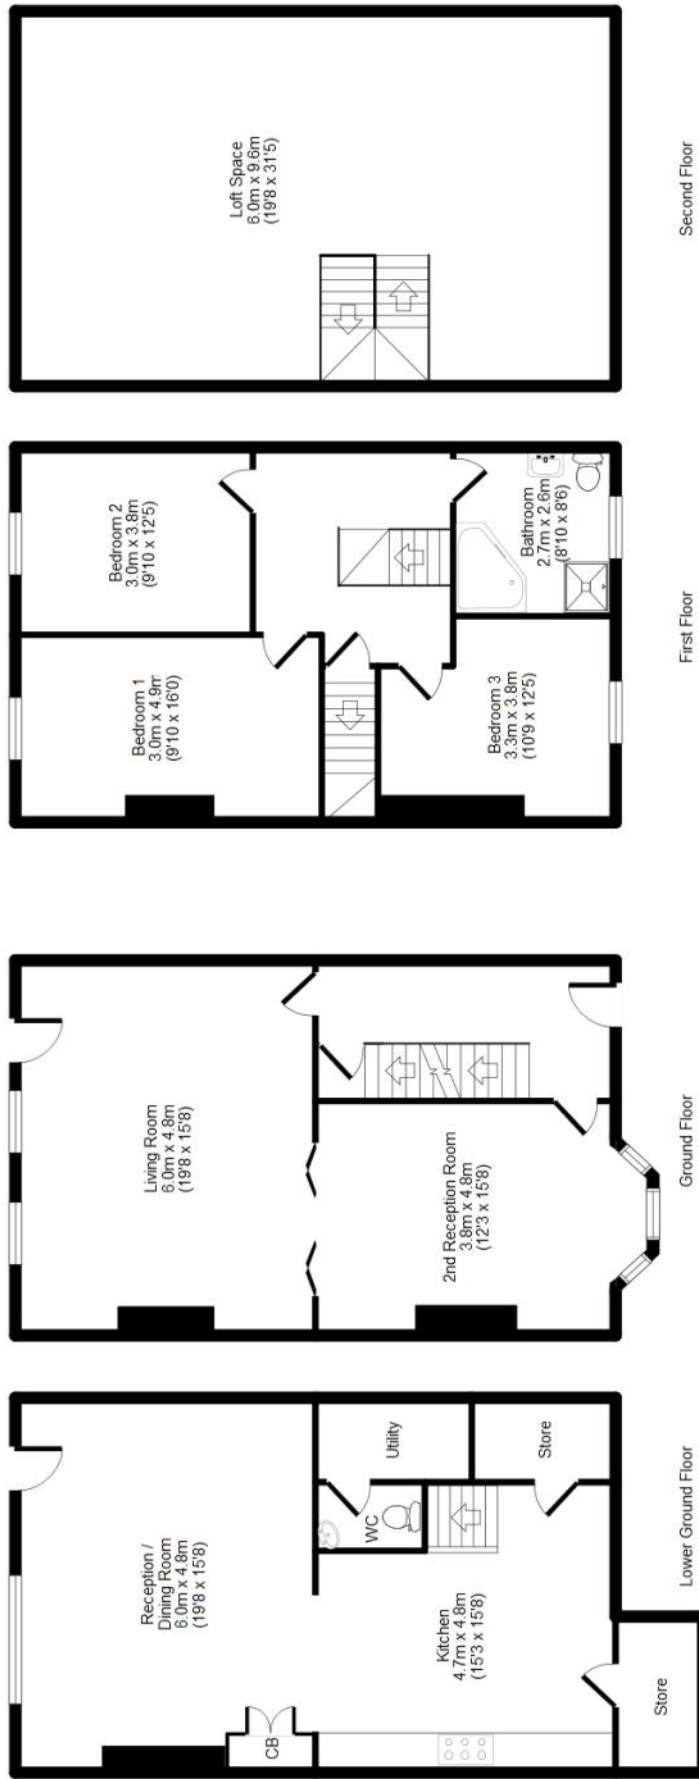 Loft Space
6.0m x 9.6m
(19'8 x 31'5)
Second Floor
Bedroom 2
3.0m x 3.8m
(9'10 x 12'5)
Bedroom 1
3.0m x 4.9m
(9'10 x 16'0)
Bathroom
2.7m x 2.6m
(8'10 x 8'6)
Bedroom 3
3.3m x 3.8m
(10'9 x 12'5)
First Floor
Living Room
6.0m x 4.8m
(19'8 x 15'8)
2nd Reception Room
3.8m x 4.8m
(12'3 x 15'8)
Ground Floor
Reception /
Dining Room
6.0m x 4.8m
(19'8 x 15'8)
Utility
Store
WC
CB
Kitchen
4.7m x 4.8m
(15'3 x 15'8)
Store
Lower Ground Floor